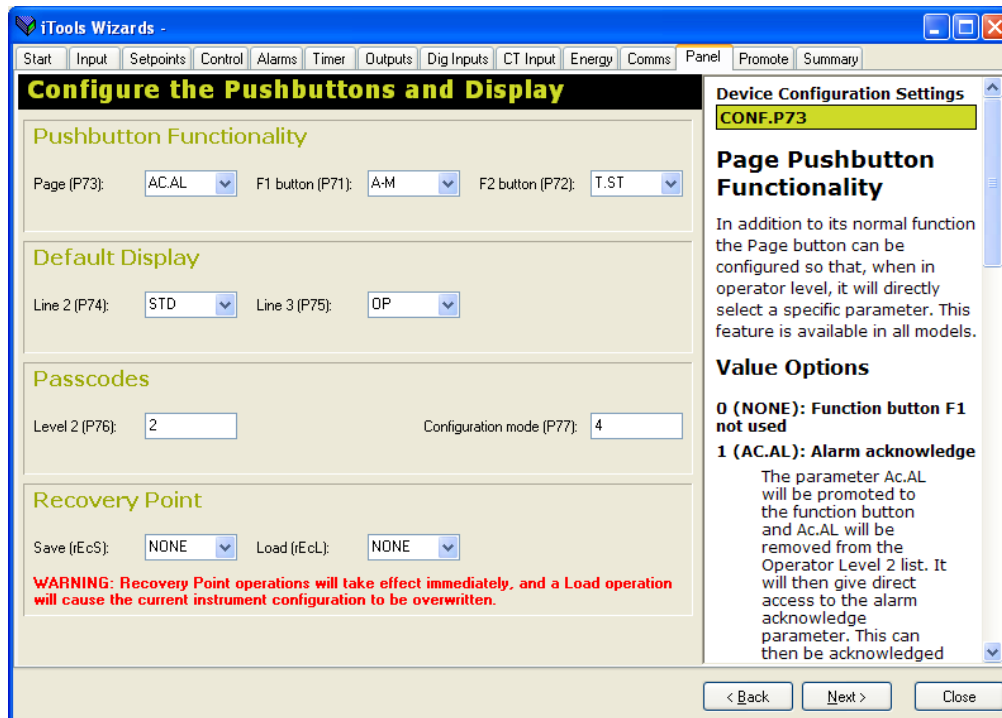 iTools Wizards -
Start Input Setpoints Control Alarms Timer Outputs Dig Inputs CT Input Energy Comms Panel Promote Summary
Configure the Pushbuttons and Display
Pushbutton Functionality
Page (P73): AC.AL F1 button (P71): A-M F2 button (P72): T.ST
Default Display
Line 2 (P74): STD Line 3 (P75): OP
Passcodes
Level 2 (P76): 2 Configuration mode (P77): 4
Recovery Point
Save (rEcS): NONE Load (rEcL): NONE
WARNING: Recovery Point operations will take effect immediately, and a Load operation
will cause the current instrument configuration to be overwritten.
Device Configuration Settings
CONF.P73
Page Pushbutton
Functionality
In addition to its normal function
the Page button can be
configured so that, when in
operator level, it will directly
select a specific parameter. This
feature is available in all models.
Value Options
0 (NONE): Function button F1
not used
1 (AC.AL): Alarm acknowledge
The parameter Ac.AL
will be promoted to
the function button
and Ac.AL will be
removed from the
Operator Level 2 list. It
will then give direct
access to the alarm
acknowledge
parameter. This can
then be acknowledged
< Back Next > Close